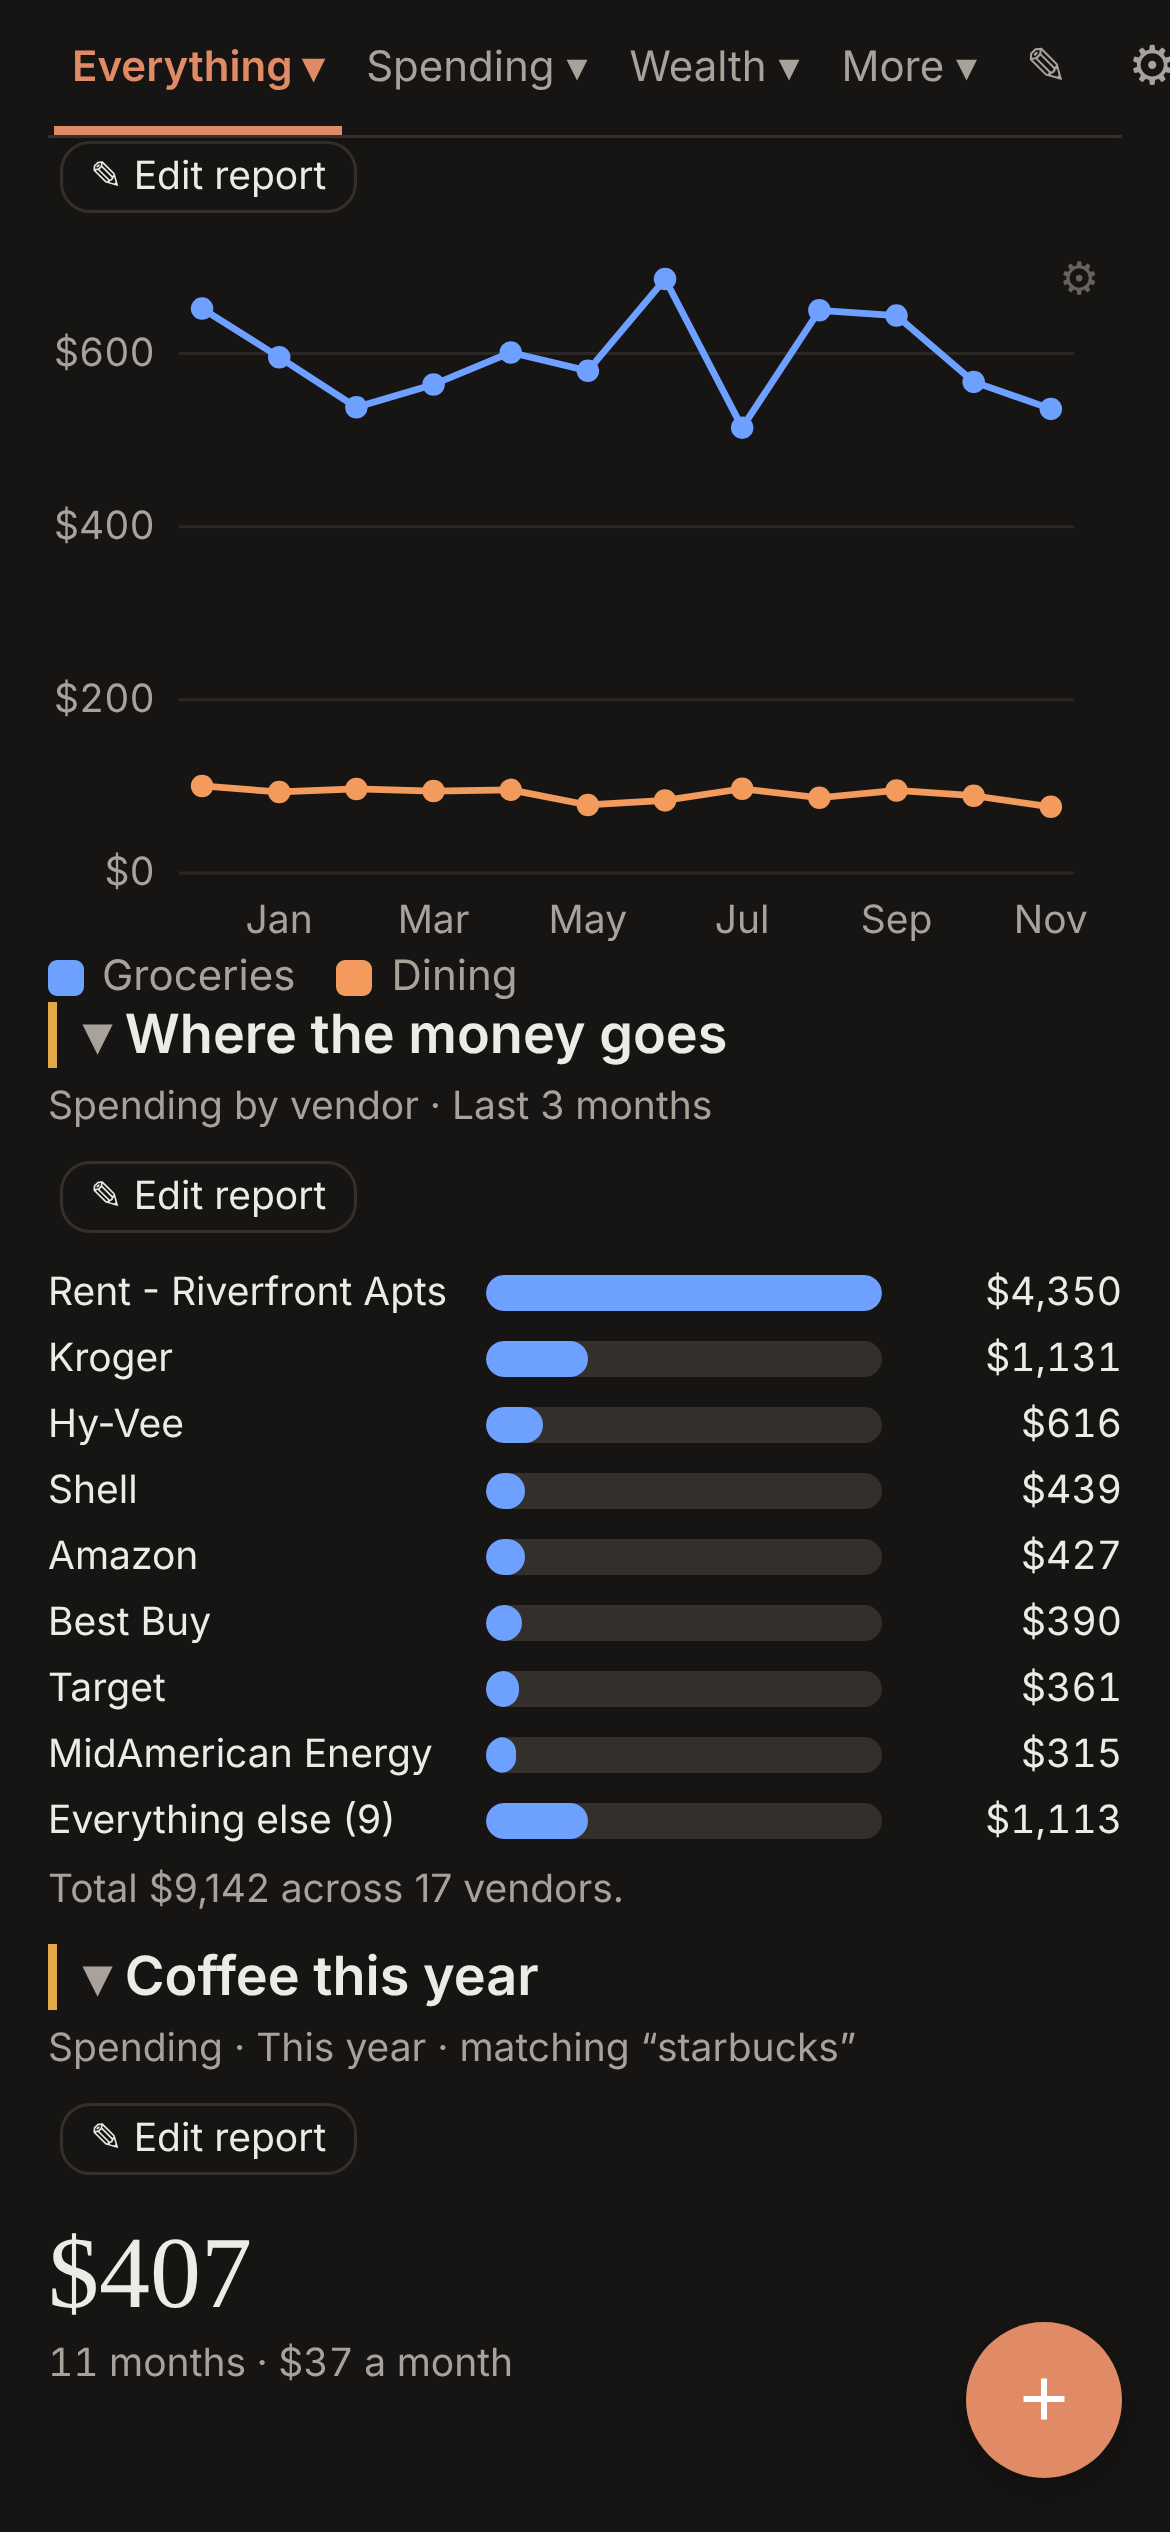 Everything ▾ Spending ▾ Wealth ▾ More ▾ ✎ ⚙
✎ Edit report
⚙
$600
$400
$200
$0
Jan Mar May Jul Sep Nov
Groceries Dining
▾ Where the money goes
Spending by vendor · Last 3 months
✎ Edit report
Rent - Riverfront Apts $4,350
Kroger $1,131
Hy-Vee $616
Shell $439
Amazon $427
Best Buy $390
Target $361
MidAmerican Energy $315
Everything else (9) $1,113
Total $9,142 across 17 vendors.
▾ Coffee this year
Spending · This year · matching “starbucks”
✎ Edit report
$407
11 months · $37 a month
+